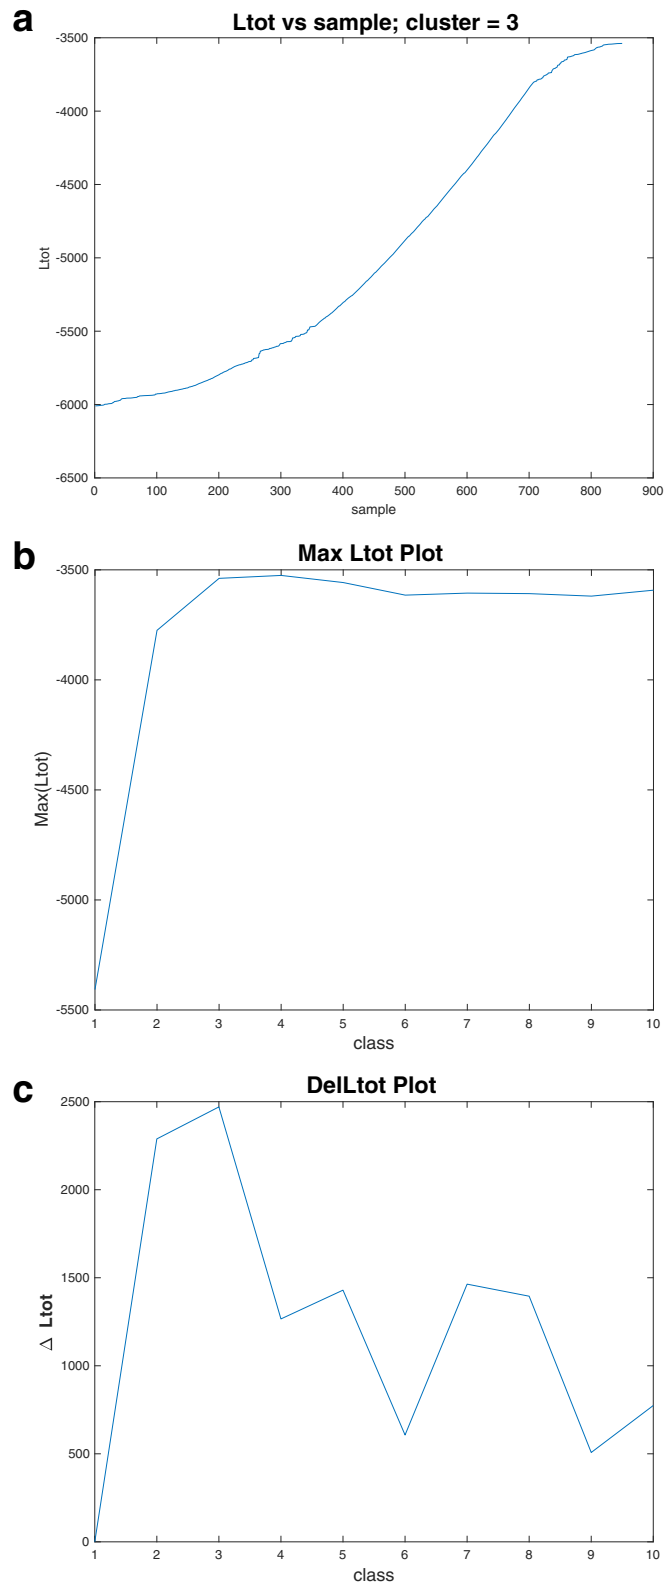 a
Ltot vs sample; cluster = 3
-3500
-4000
-4500
-5000
-5500
-6000
-6500
Ltot
0 100 200 300 400 500 600 700 800 900
sample
b
Max Ltot Plot
-3500
-4000
-4500
-5000
-5500
Max(Ltot)
1 2 3 4 5 6 7 8 9 10
class
c
DelLtot Plot
2500
2000
1500
1000
500
0
Δ Ltot
1 2 3 4 5 6 7 8 9 10
class